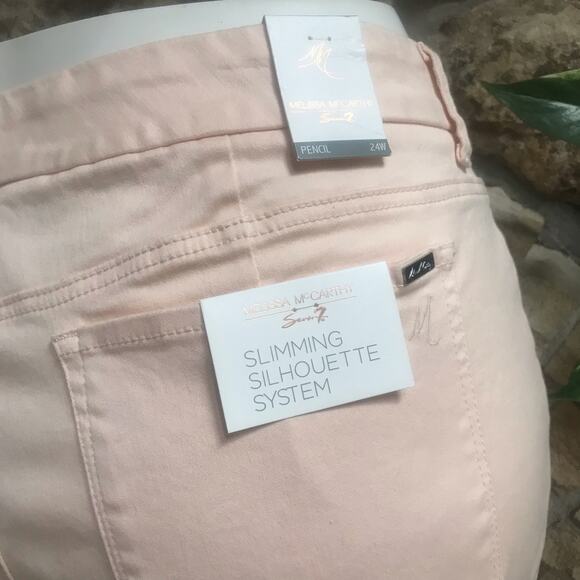 MELISSA McCARTHY
Seven7
PENCIL 24W
MELISSA McCARTHY
Seven7
SLIMMING
SILHOUETTE
SYSTEM
M